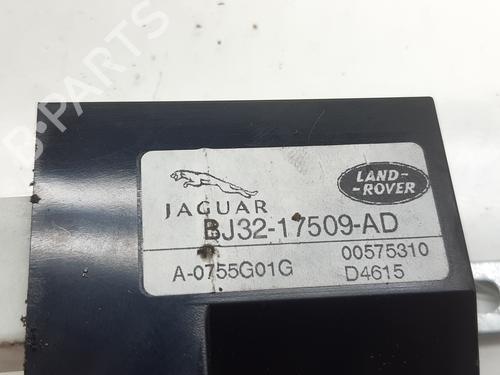 B-PARTS
JAGUAR
LAND-
-ROVER
BJ32-17509-AD
A-0755G01G
00575310
D4615